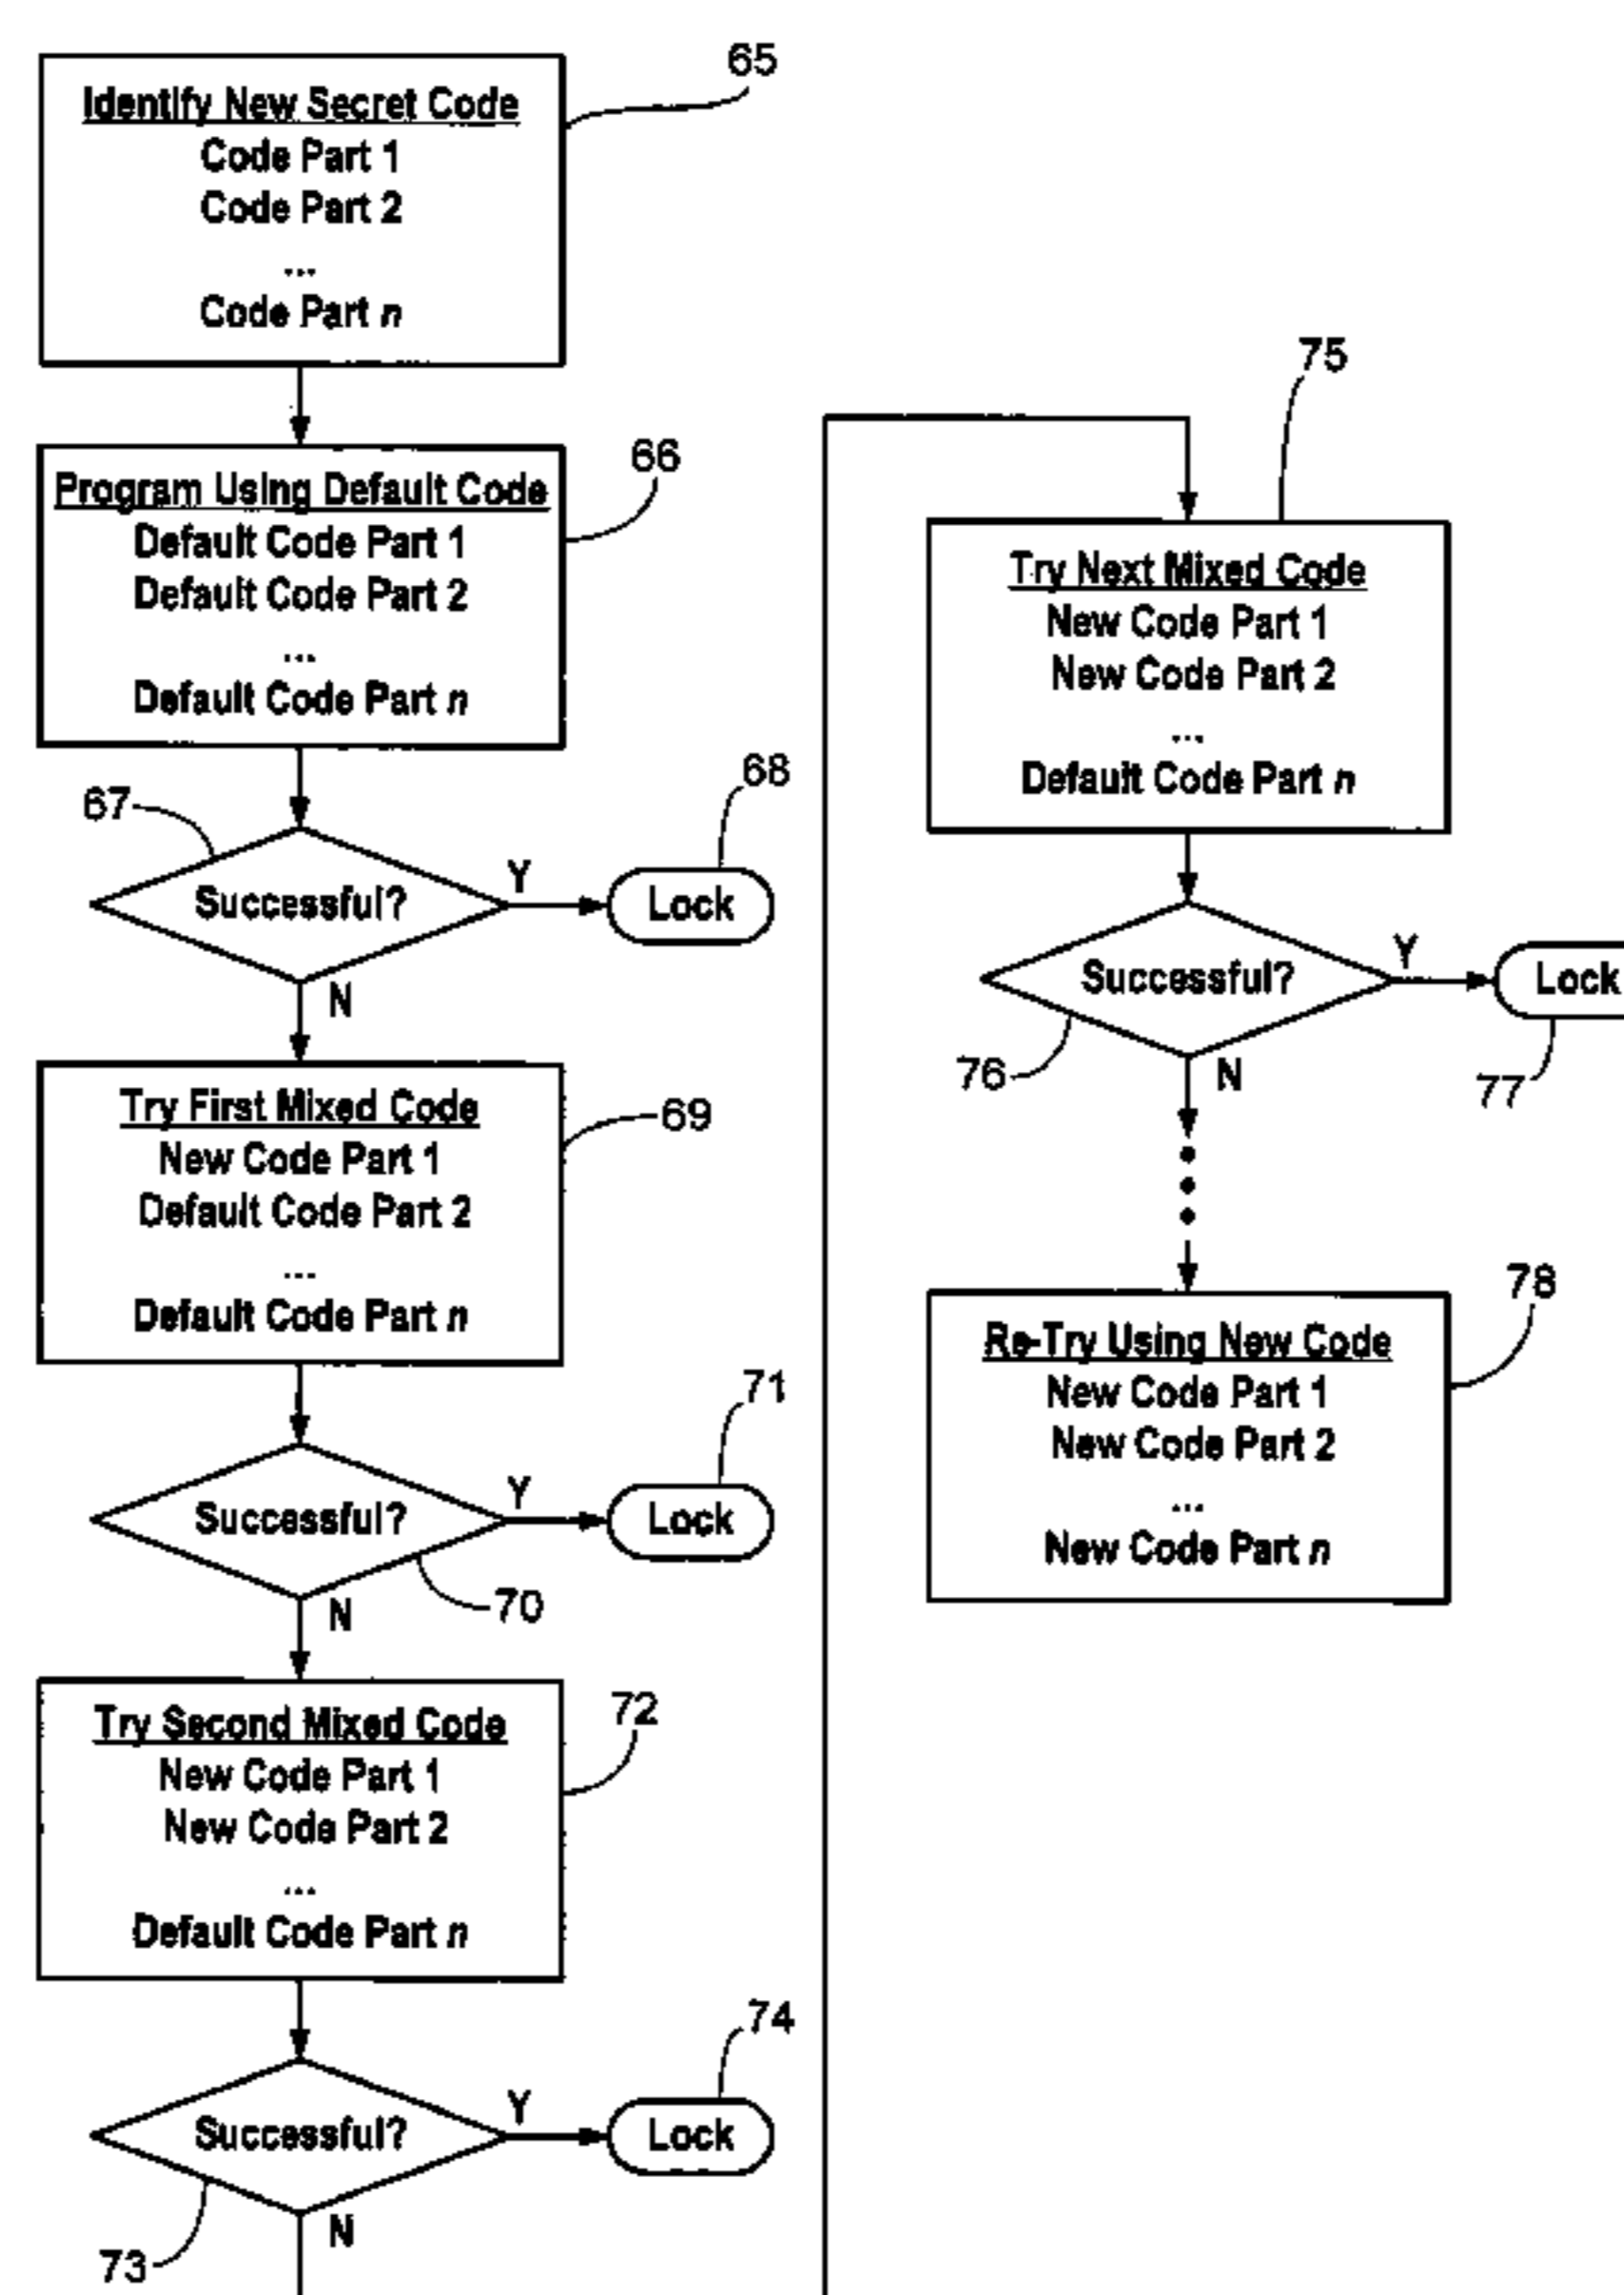 65
Identify New Secret Code
Code Part 1
Code Part 2
...
Code Part n
66
Program Using Default Code
Default Code Part 1
Default Code Part 2
...
Default Code Part n
67
Successful?
Y
68
Lock
N
69
Try First Mixed Code
New Code Part 1
Default Code Part 2
...
Default Code Part n
70
Successful?
Y
71
Lock
N
72
Try Second Mixed Code
New Code Part 1
New Code Part 2
...
Default Code Part n
73
Successful?
Y
74
Lock
N
75
Try Next Mixed Code
New Code Part 1
New Code Part 2
...
Default Code Part n
76
Successful?
Y
77
Lock
N
78
Re-Try Using New Code
New Code Part 1
New Code Part 2
...
New Code Part n